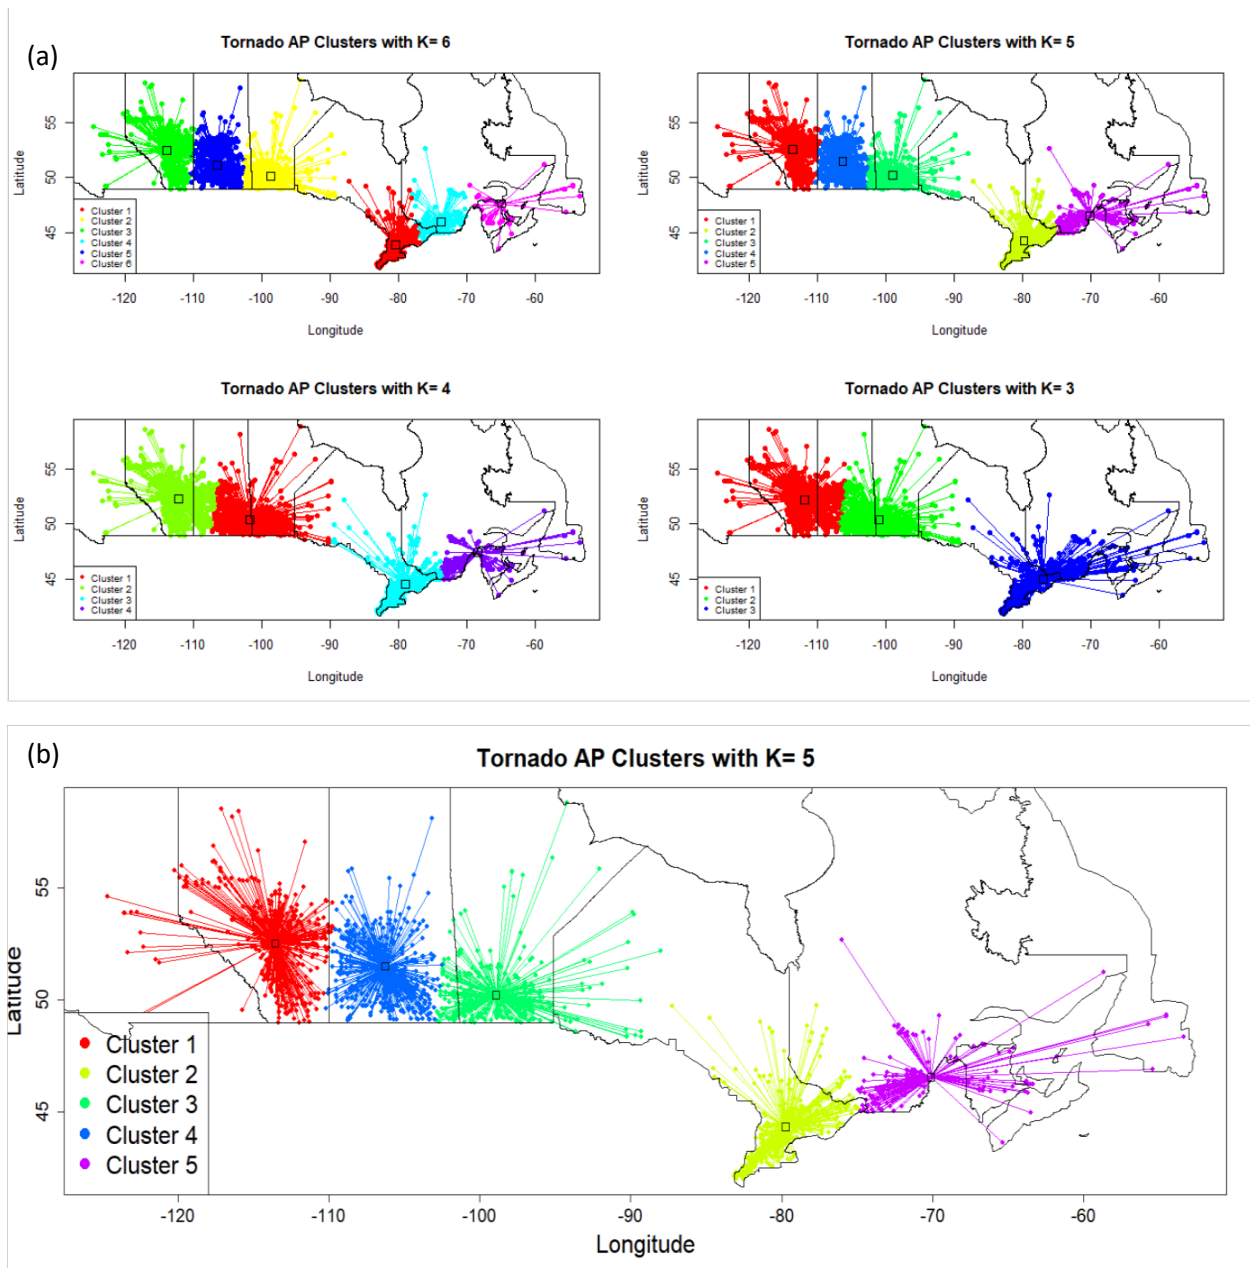 (a)
Tornado AP Clusters with K= 6
Latitude
55
50
45
Cluster 1
Cluster 2
Cluster 3
Cluster 4
Cluster 5
Cluster 6
-120 -110 -100 -90 -80 -70 -60
Longitude
Tornado AP Clusters with K= 5
Latitude
55
50
45
Cluster 1
Cluster 2
Cluster 3
Cluster 4
Cluster 5
-120 -110 -100 -90 -80 -70 -60
Longitude
Tornado AP Clusters with K= 4
Latitude
55
50
45
Cluster 1
Cluster 2
Cluster 3
Cluster 4
-120 -110 -100 -90 -80 -70 -60
Longitude
Tornado AP Clusters with K= 3
Latitude
55
50
45
Cluster 1
Cluster 2
Cluster 3
-120 -110 -100 -90 -80 -70 -60
Longitude
(b)
Tornado AP Clusters with K= 5
Latitude
55
50
45
Cluster 1
Cluster 2
Cluster 3
Cluster 4
Cluster 5
-120 -110 -100 -90 -80 -70 -60
Longitude